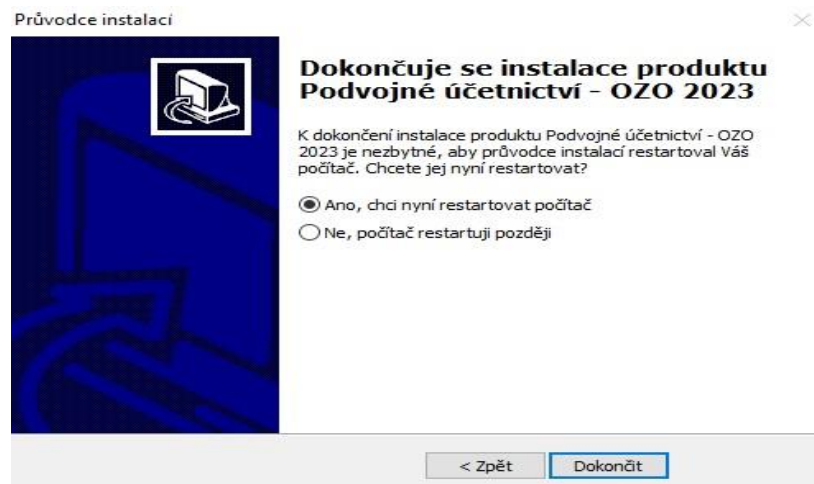 Průvodce instalací
Dokončuje se instalace produktu
Podvojné účetnictví - OZO 2023
K dokončení instalace produktu Podvojné účetnictví - OZO
2023 je nezbytné, aby průvodce instalací restartoval Váš
počítač. Chcete jej nyní restartovat?
Ano, chci nyní restartovat počítač
Ne, počítač restartuji později
< Zpět
Dokončit